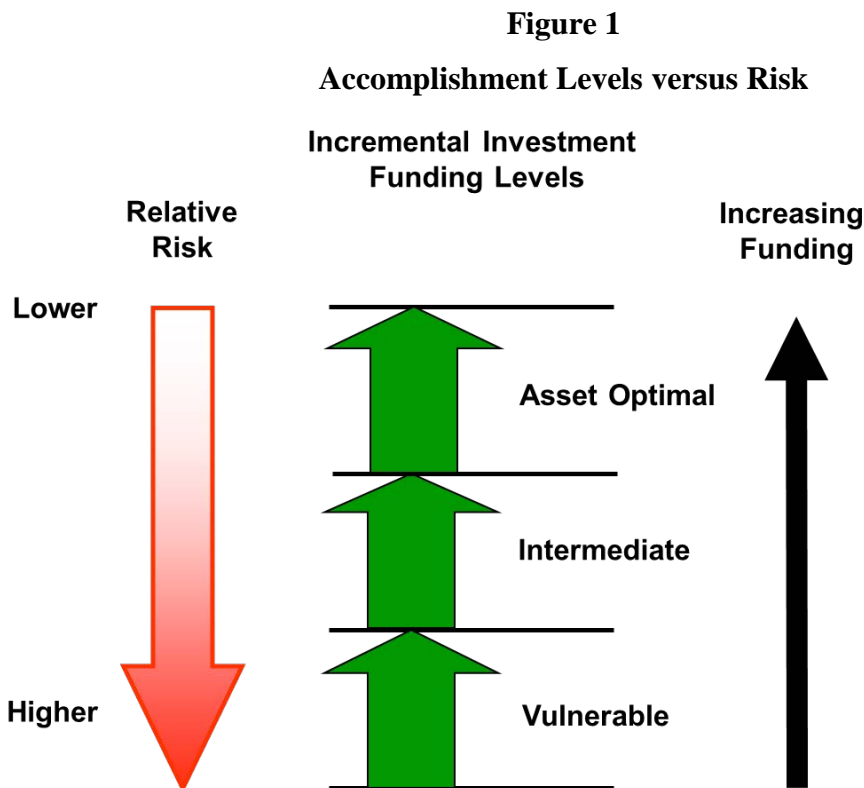 Figure 1
Accomplishment Levels versus Risk
Incremental Investment
Funding Levels
Relative
Risk
Increasing
Funding
Lower
Asset Optimal
Intermediate
Higher
Vulnerable